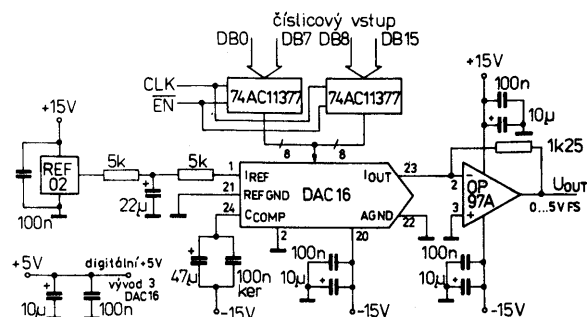 číslicový vstup
DB0 DB7 DB8 DB15
CLK
EN
74AC11377 74AC11377
+15V
REF 02
100n
5k
22µ
5k
8 8
1 IREF
21 REFGND
24 CCOMP
DAC 16
IOUT 23
AGND 22
2
20
47µ
100n ker
-15V
100n
10µ
-15V
+15V
100n
10µ
1k25
2 -
3 +
OP 97A
UOUT
0...5V FS
100n
10µ
-15V
+5V
digitální +5V
vývod 3
DAC16
10µ
100n